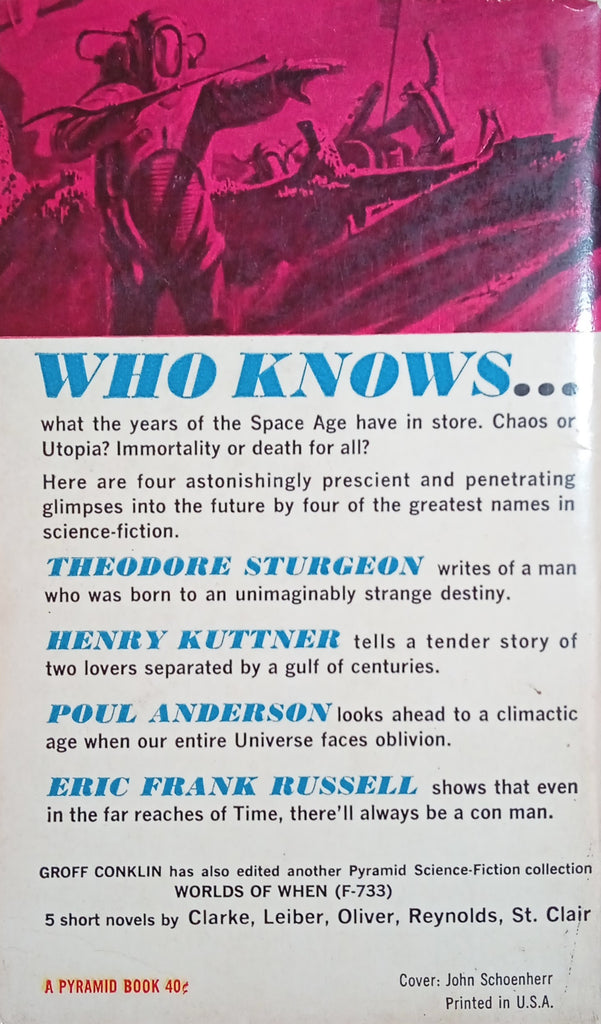 WHO KNOWS...
what the years of the Space Age have in store. Chaos or
Utopia? Immortality or death for all?
Here are four astonishingly prescient and penetrating
glimpses into the future by four of the greatest names in
science-fiction.
THEODORE STURGEON writes of a man
who was born to an unimaginably strange destiny.
HENRY KUTTNER tells a tender story of
two lovers separated by a gulf of centuries.
POUL ANDERSON looks ahead to a climactic
age when our entire Universe faces oblivion.
ERIC FRANK RUSSELL shows that even
in the far reaches of Time, there'll always be a con man.
GROFF CONKLIN has also edited another Pyramid Science-Fiction collection
WORLDS OF WHEN (F-733)
5 short novels by Clarke, Leiber, Oliver, Reynolds, St. Clair
A PYRAMID BOOK 40¢
Cover: John Schoenherr
Printed in U.S.A.